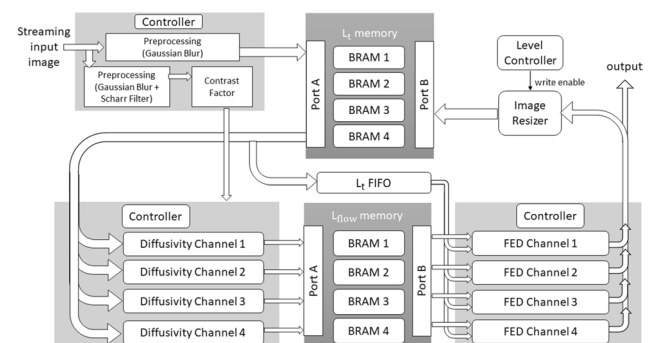 Streaming
input
image
Controller
Preprocessing
(Gaussian Blur)
Preprocessing
(Gaussian Blur +
Scharr Filter)
Contrast
Factor
Lt memory
Port A
BRAM 1
BRAM 2
BRAM 3
BRAM 4
Port B
Level
Controller
write enable
Image
Resizer
output
Lt FIFO
Controller
Diffusivity Channel 1
Diffusivity Channel 2
Diffusivity Channel 3
Diffusivity Channel 4
Lflow memory
Port A
BRAM 1
BRAM 2
BRAM 3
BRAM 4
Port B
Controller
FED Channel 1
FED Channel 2
FED Channel 3
FED Channel 4